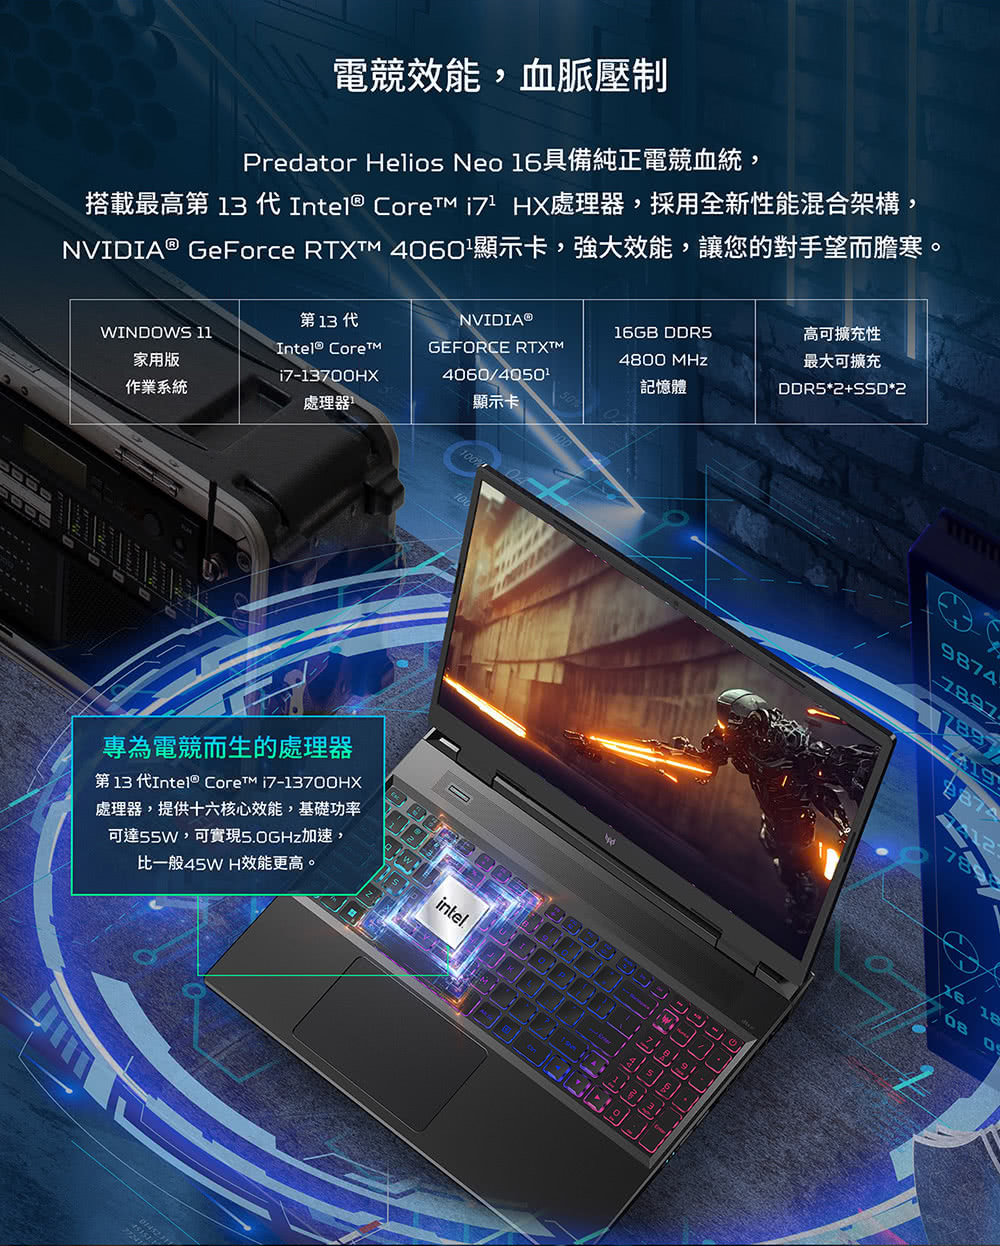 電競效能，血脈壓制
Predator Helios Neo 16具備純正電競血統，
搭載最高第 13 代 Intel® Core™ i7¹ HX處理器，採用全新性能混合架構，
NVIDIA® GeForce RTX™ 4060¹顯示卡，強大效能，讓您的對手望而膽寒。
WINDOWS 11
家用版
作業系統
第 13 代
Intel® Core™
i7-13700HX
處理器¹
NVIDIA®
GEFORCE RTX™
4060/4050¹
顯示卡
16GB DDR5
4800 MHz
記憶體
高可擴充性
最大可擴充
DDR5*2+SSD*2
專為電競而生的處理器
第 13 代Intel® Core™ i7-13700HX
處理器，提供十六核心效能，基礎功率
可達55W，可實現5.0GHz加速，
比一般45W H效能更高。
intel
100%
9874
7897
7897
16
18
08